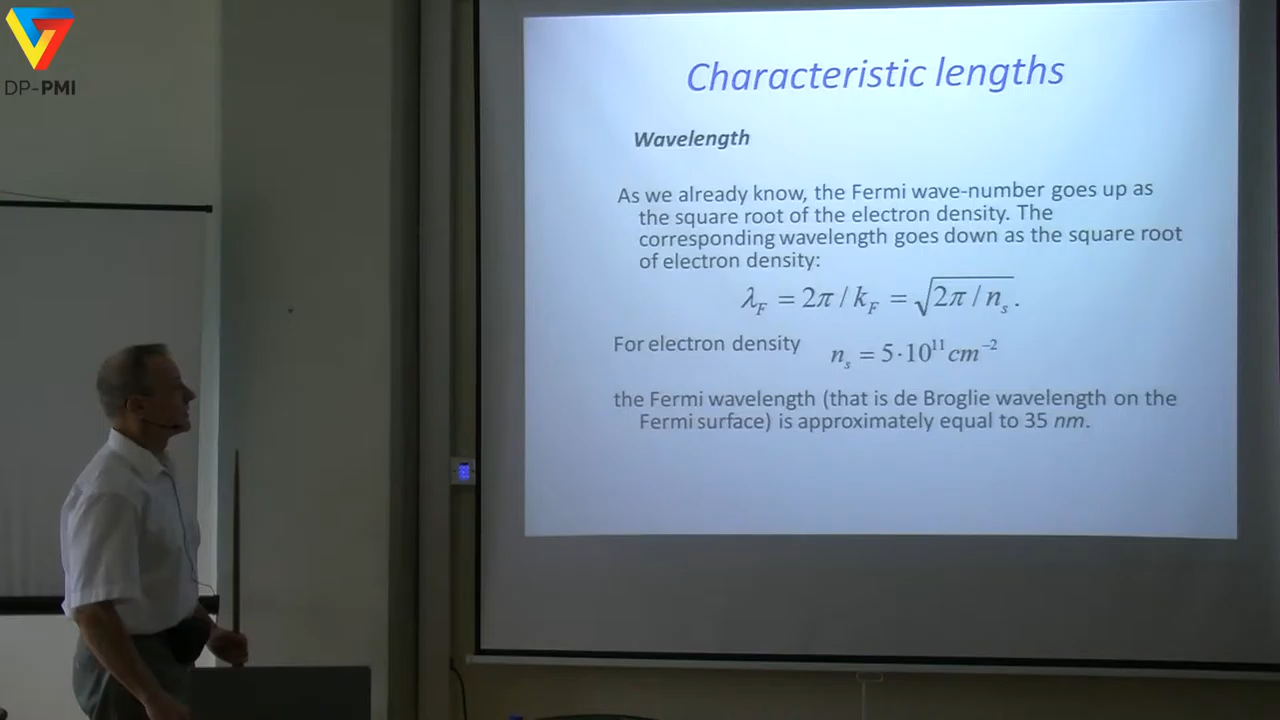 DP-PMI
Characteristic lengths
Wavelength
As we already know, the Fermi wave-number goes up as
the square root of the electron density. The
corresponding wavelength goes down as the square root
of electron density:
λ_F = 2π / k_F = √(2π / n_s).
For electron density n_s = 5·10¹¹ cm⁻²
the Fermi wavelength (that is de Broglie wavelength on the
Fermi surface) is approximately equal to 35 nm.